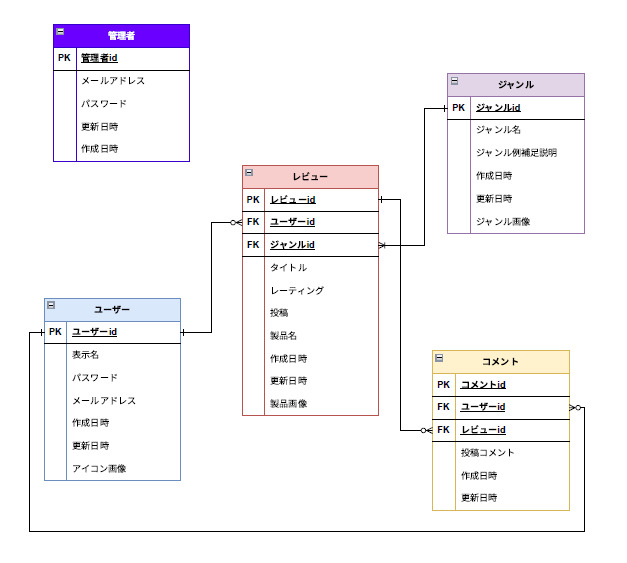 管理者
PK 管理者id
メールアドレス
パスワード
更新日時
作成日時
ジャンル
PK ジャンルid
ジャンル名
ジャンル例補足説明
作成日時
更新日時
ジャンル画像
レビュー
PK レビューid
FK ユーザーid
FK ジャンルid
タイトル
レーティング
投稿
製品名
作成日時
更新日時
製品画像
ユーザー
PK ユーザーid
表示名
パスワード
メールアドレス
作成日時
更新日時
アイコン画像
コメント
PK コメントid
FK ユーザーid
FK レビューid
投稿コメント
作成日時
更新日時